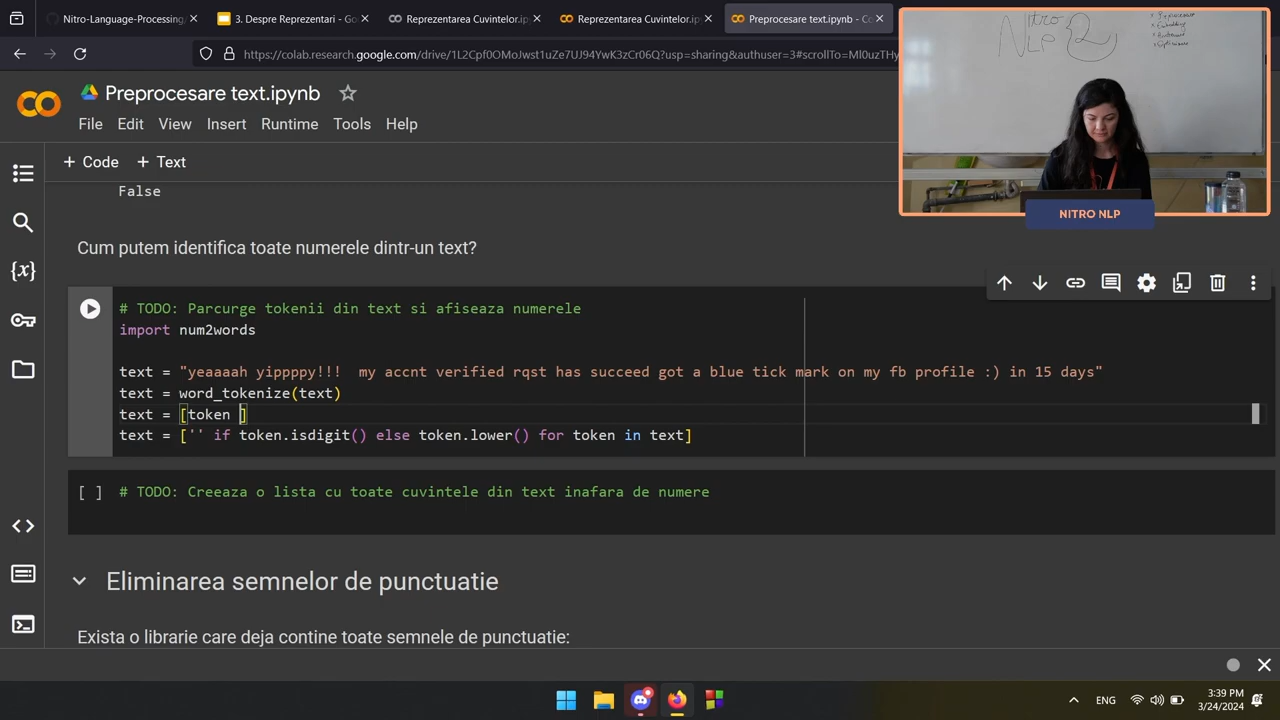 Nitro-Language-Processing/
3. Despre Reprezentari - Go
Reprezentarea Cuvintelor.ip
Reprezentarea Cuvintelor.ip
Preprocesare text.ipynb - Co
https://colab.research.google.com/drive/1L2Cpl0OMoJwst1uZe7UJ94YwK3zCr06Q?usp=sharing&authuser=3#scrollTo=Ml0uzTHy
Nitro
NLP 2
NITRO NLP
Preprocesare text.ipynb
File Edit View Insert Runtime Tools Help
+ Code + Text
False
Cum putem identifica toate numerele dintr-un text?
# TODO: Parcurge tokenii din text si afiseaza numerele
import num2words
text = "yeaaaah yippppy!!!  my accnt verified rqst has succeed got a blue tick mark on my fb profile :) in 15 days"
text = word_tokenize(text)
text = [token ]
text = ['' if token.isdigit() else token.lower() for token in text]
[ ] # TODO: Creeaza o lista cu toate cuvintele din text inafara de numere
Eliminarea semnelor de punctuatie
Exista o librarie care deja contine toate semnele de punctuatie:
ENG
3:39 PM
3/24/2024